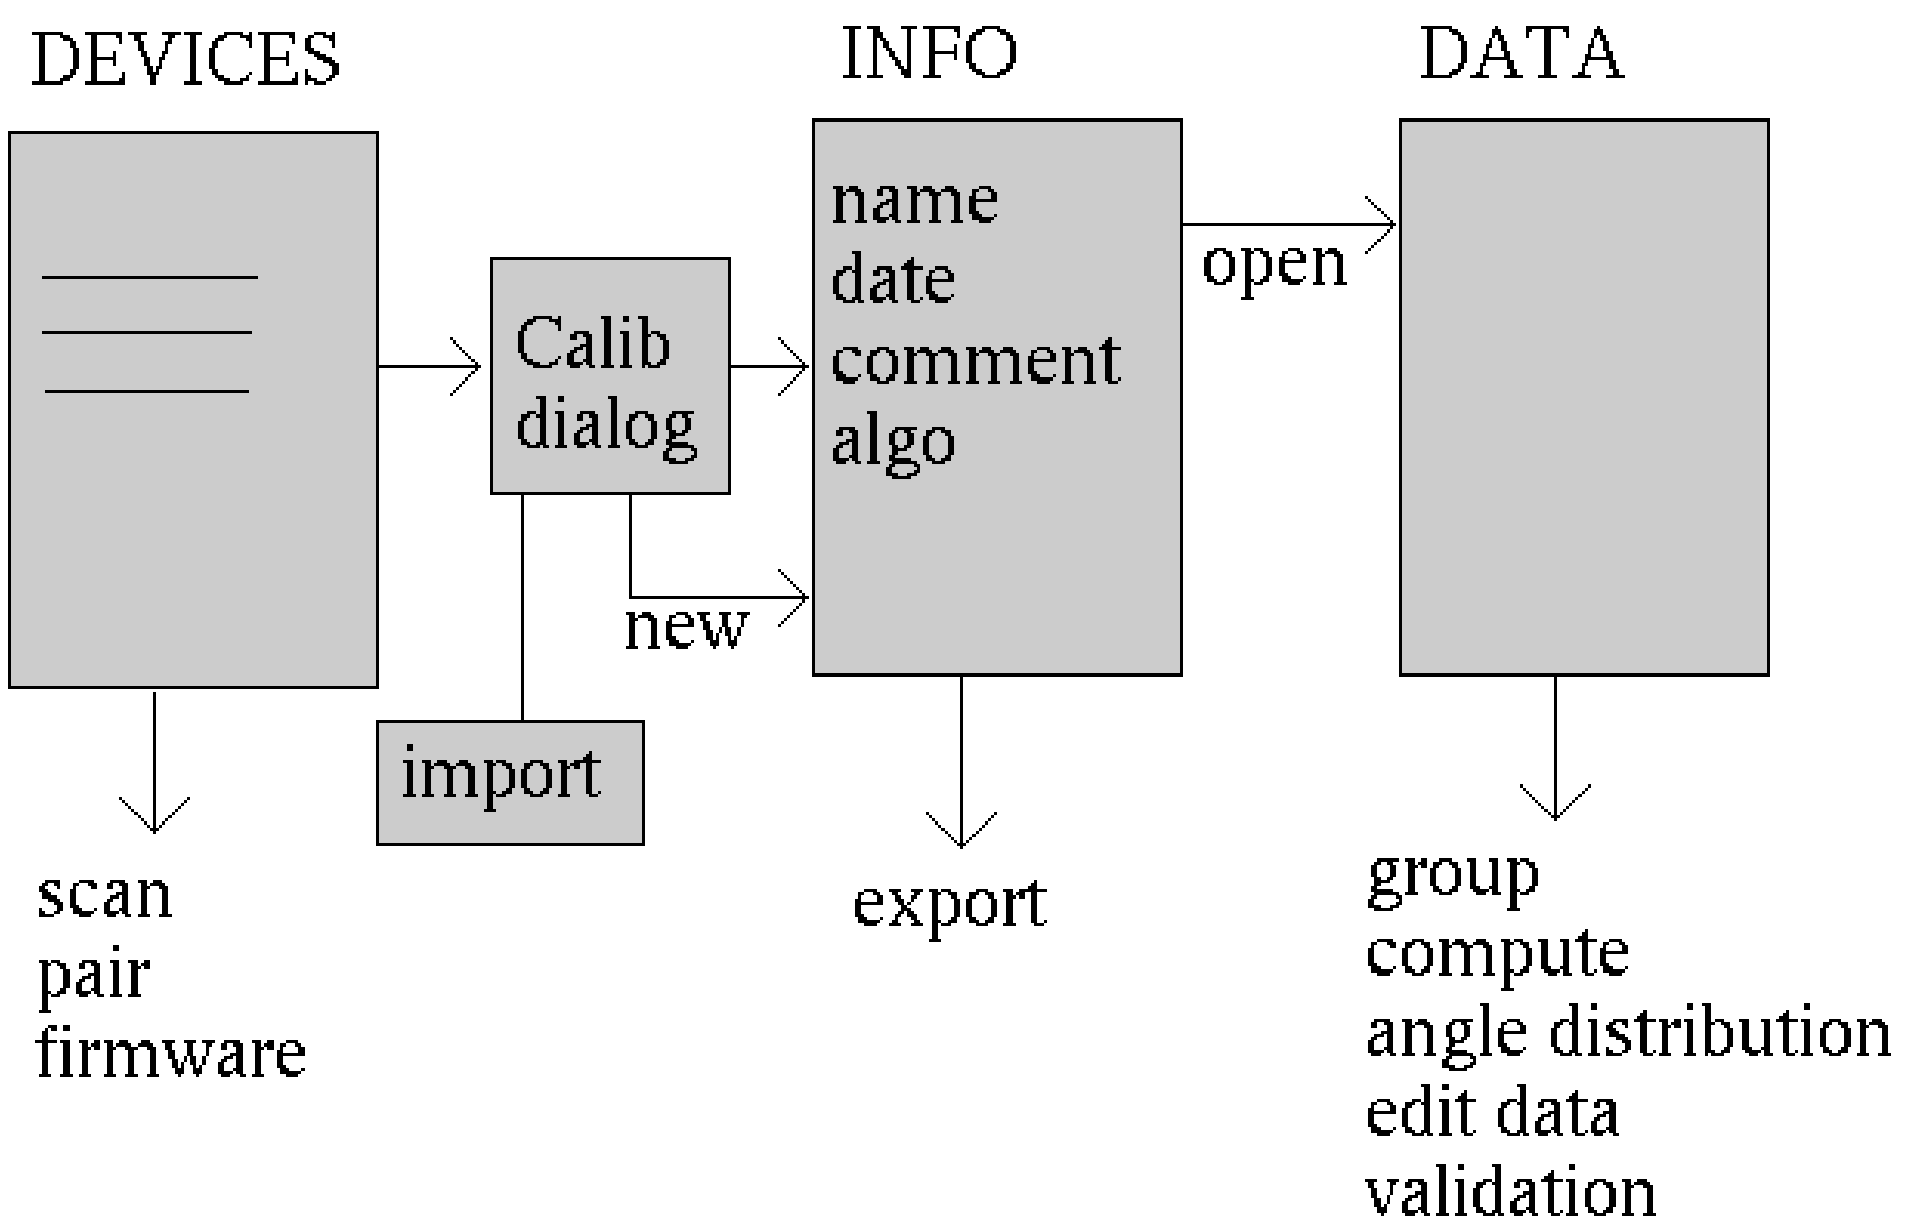 DEVICES
INFO
DATA
name
date
comment
algo
open
Calib
dialog
new
import
scan
pair
firmware
export
group
compute
angle distribution
edit data
validation